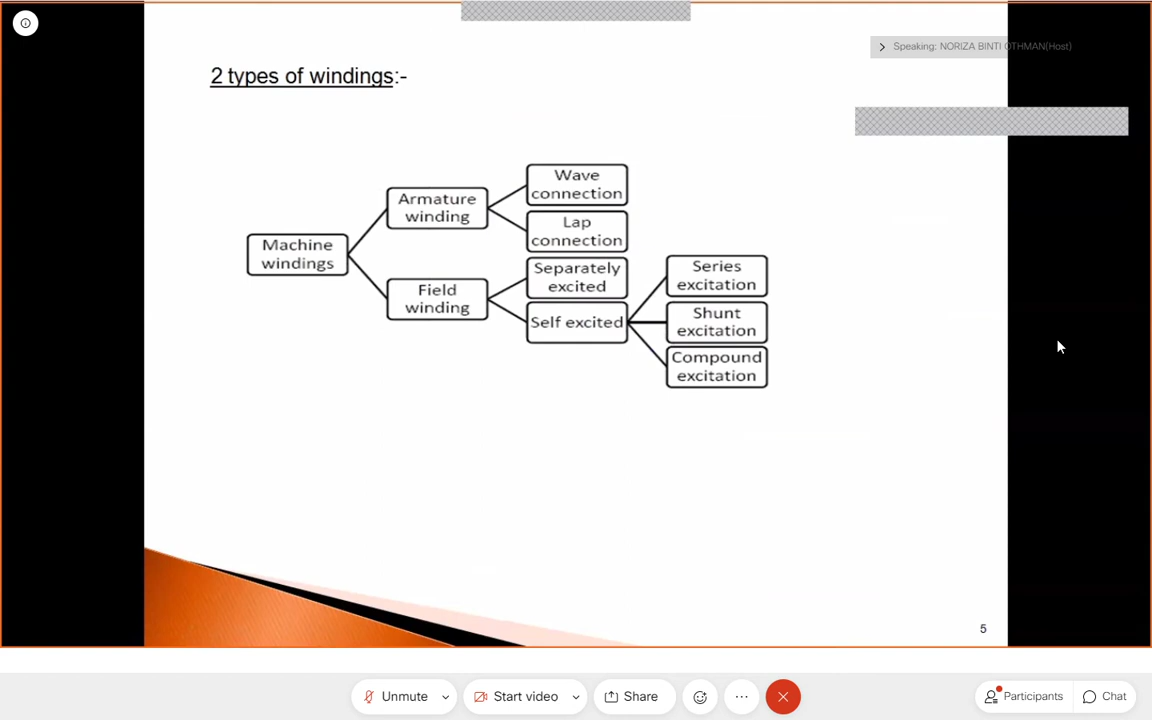 Speaking: NORIZA BINTI OTHMAN(Host)
2 types of windings:-
Machine
windings
Armature
winding
Field
winding
Wave
connection
Lap
connection
Separately
excited
Self excited
Series
excitation
Shunt
excitation
Compound
excitation
5
Unmute
Start video
Share
Participants
Chat